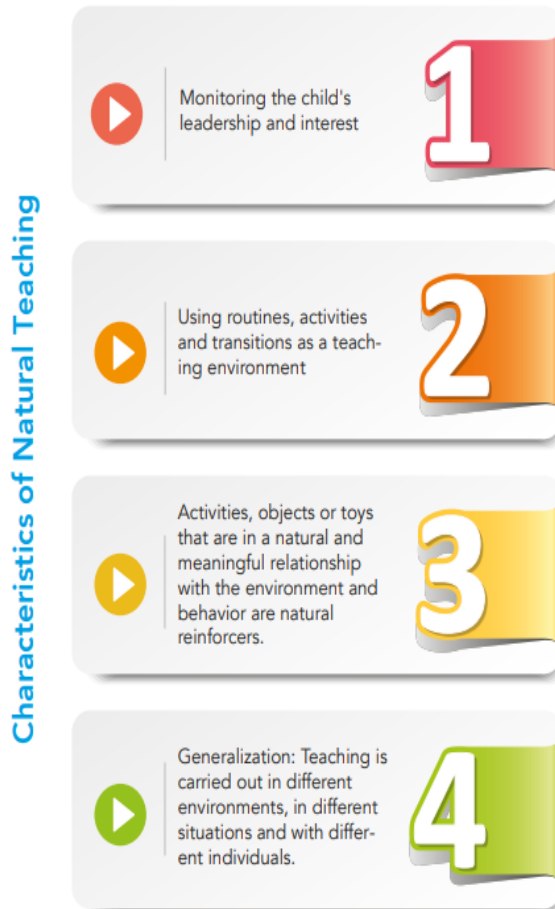 Characteristics of Natural Teaching
Monitoring the child's
leadership and interest
1
Using routines, activities
and transitions as a teach-
ing environment
2
Activities, objects or toys
that are in a natural and
meaningful relationship
with the environment and
behavior are natural
reinforcers.
3
Generalization: Teaching is
carried out in different
environments, in different
situations and with differ-
ent individuals.
4